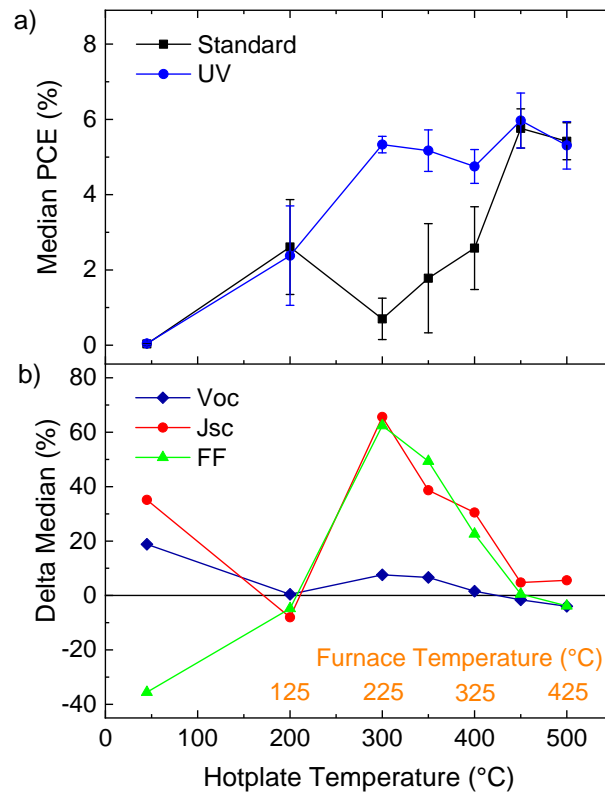 a)
Standard
UV
Median PCE (%)
8
6
4
2
0
b)
Voc
Jsc
FF
Delta Median (%)
80
60
40
20
0
-20
-40
Furnace Temperature (°C)
125 225 325 425
0 100 200 300 400 500
Hotplate Temperature (°C)